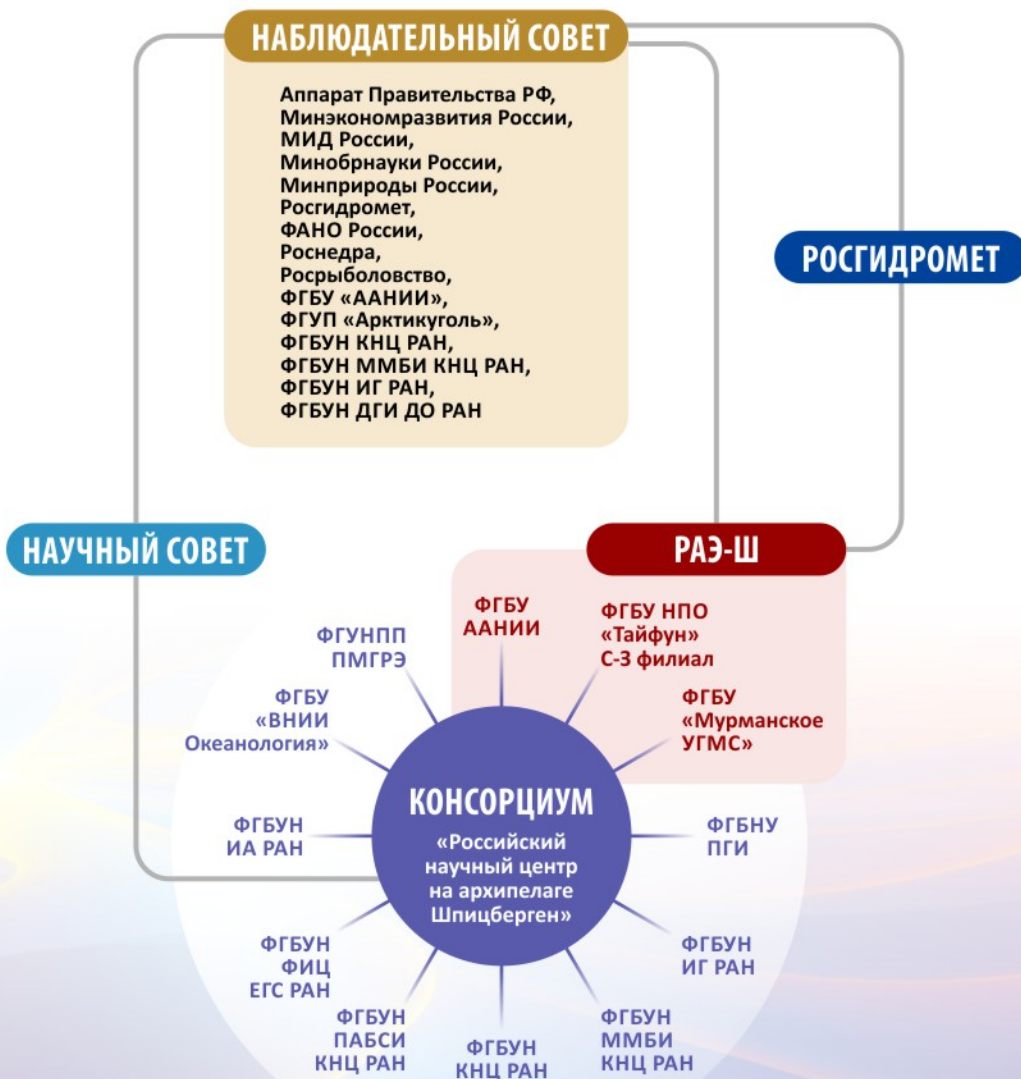 НАБЛЮДАТЕЛЬНЫЙ СОВЕТ
Аппарат Правительства РФ,
Минэкономразвития России,
МИД России,
Минобрнауки России,
Минприроды России,
Росгидромет,
ФАНО России,
Роснедра,
Росрыболовство,
ФГБУ «ААНИИ»,
ФГУП «Арктикуголь»,
ФГБУН КНЦ РАН,
ФГБУН ММБИ КНЦ РАН,
ФГБУН ИГ РАН,
ФГБУН ДГИ ДО РАН
РОСГИДРОМЕТ
НАУЧНЫЙ СОВЕТ
РАЭ-Ш
ФГБУ
ААНИИ
ФГБУ НПО
«Тайфун»
С-З филиал
ФГБУ
«Мурманское
УГМС»
ФГУНПП
ПМГРЭ
ФГБУ
«ВНИИ
Океанология»
ФГБУН
ИА РАН
КОНСОРЦИУМ
«Российский
научный центр
на архипелаге
Шпицберген»
ФГБНУ
ПГИ
ФГБУН
ИГ РАН
ФГБУН
ФИЦ
ЕГС РАН
ФГБУН
ПАБСИ
КНЦ РАН
ФГБУН
КНЦ РАН
ФГБУН
ММБИ
КНЦ РАН